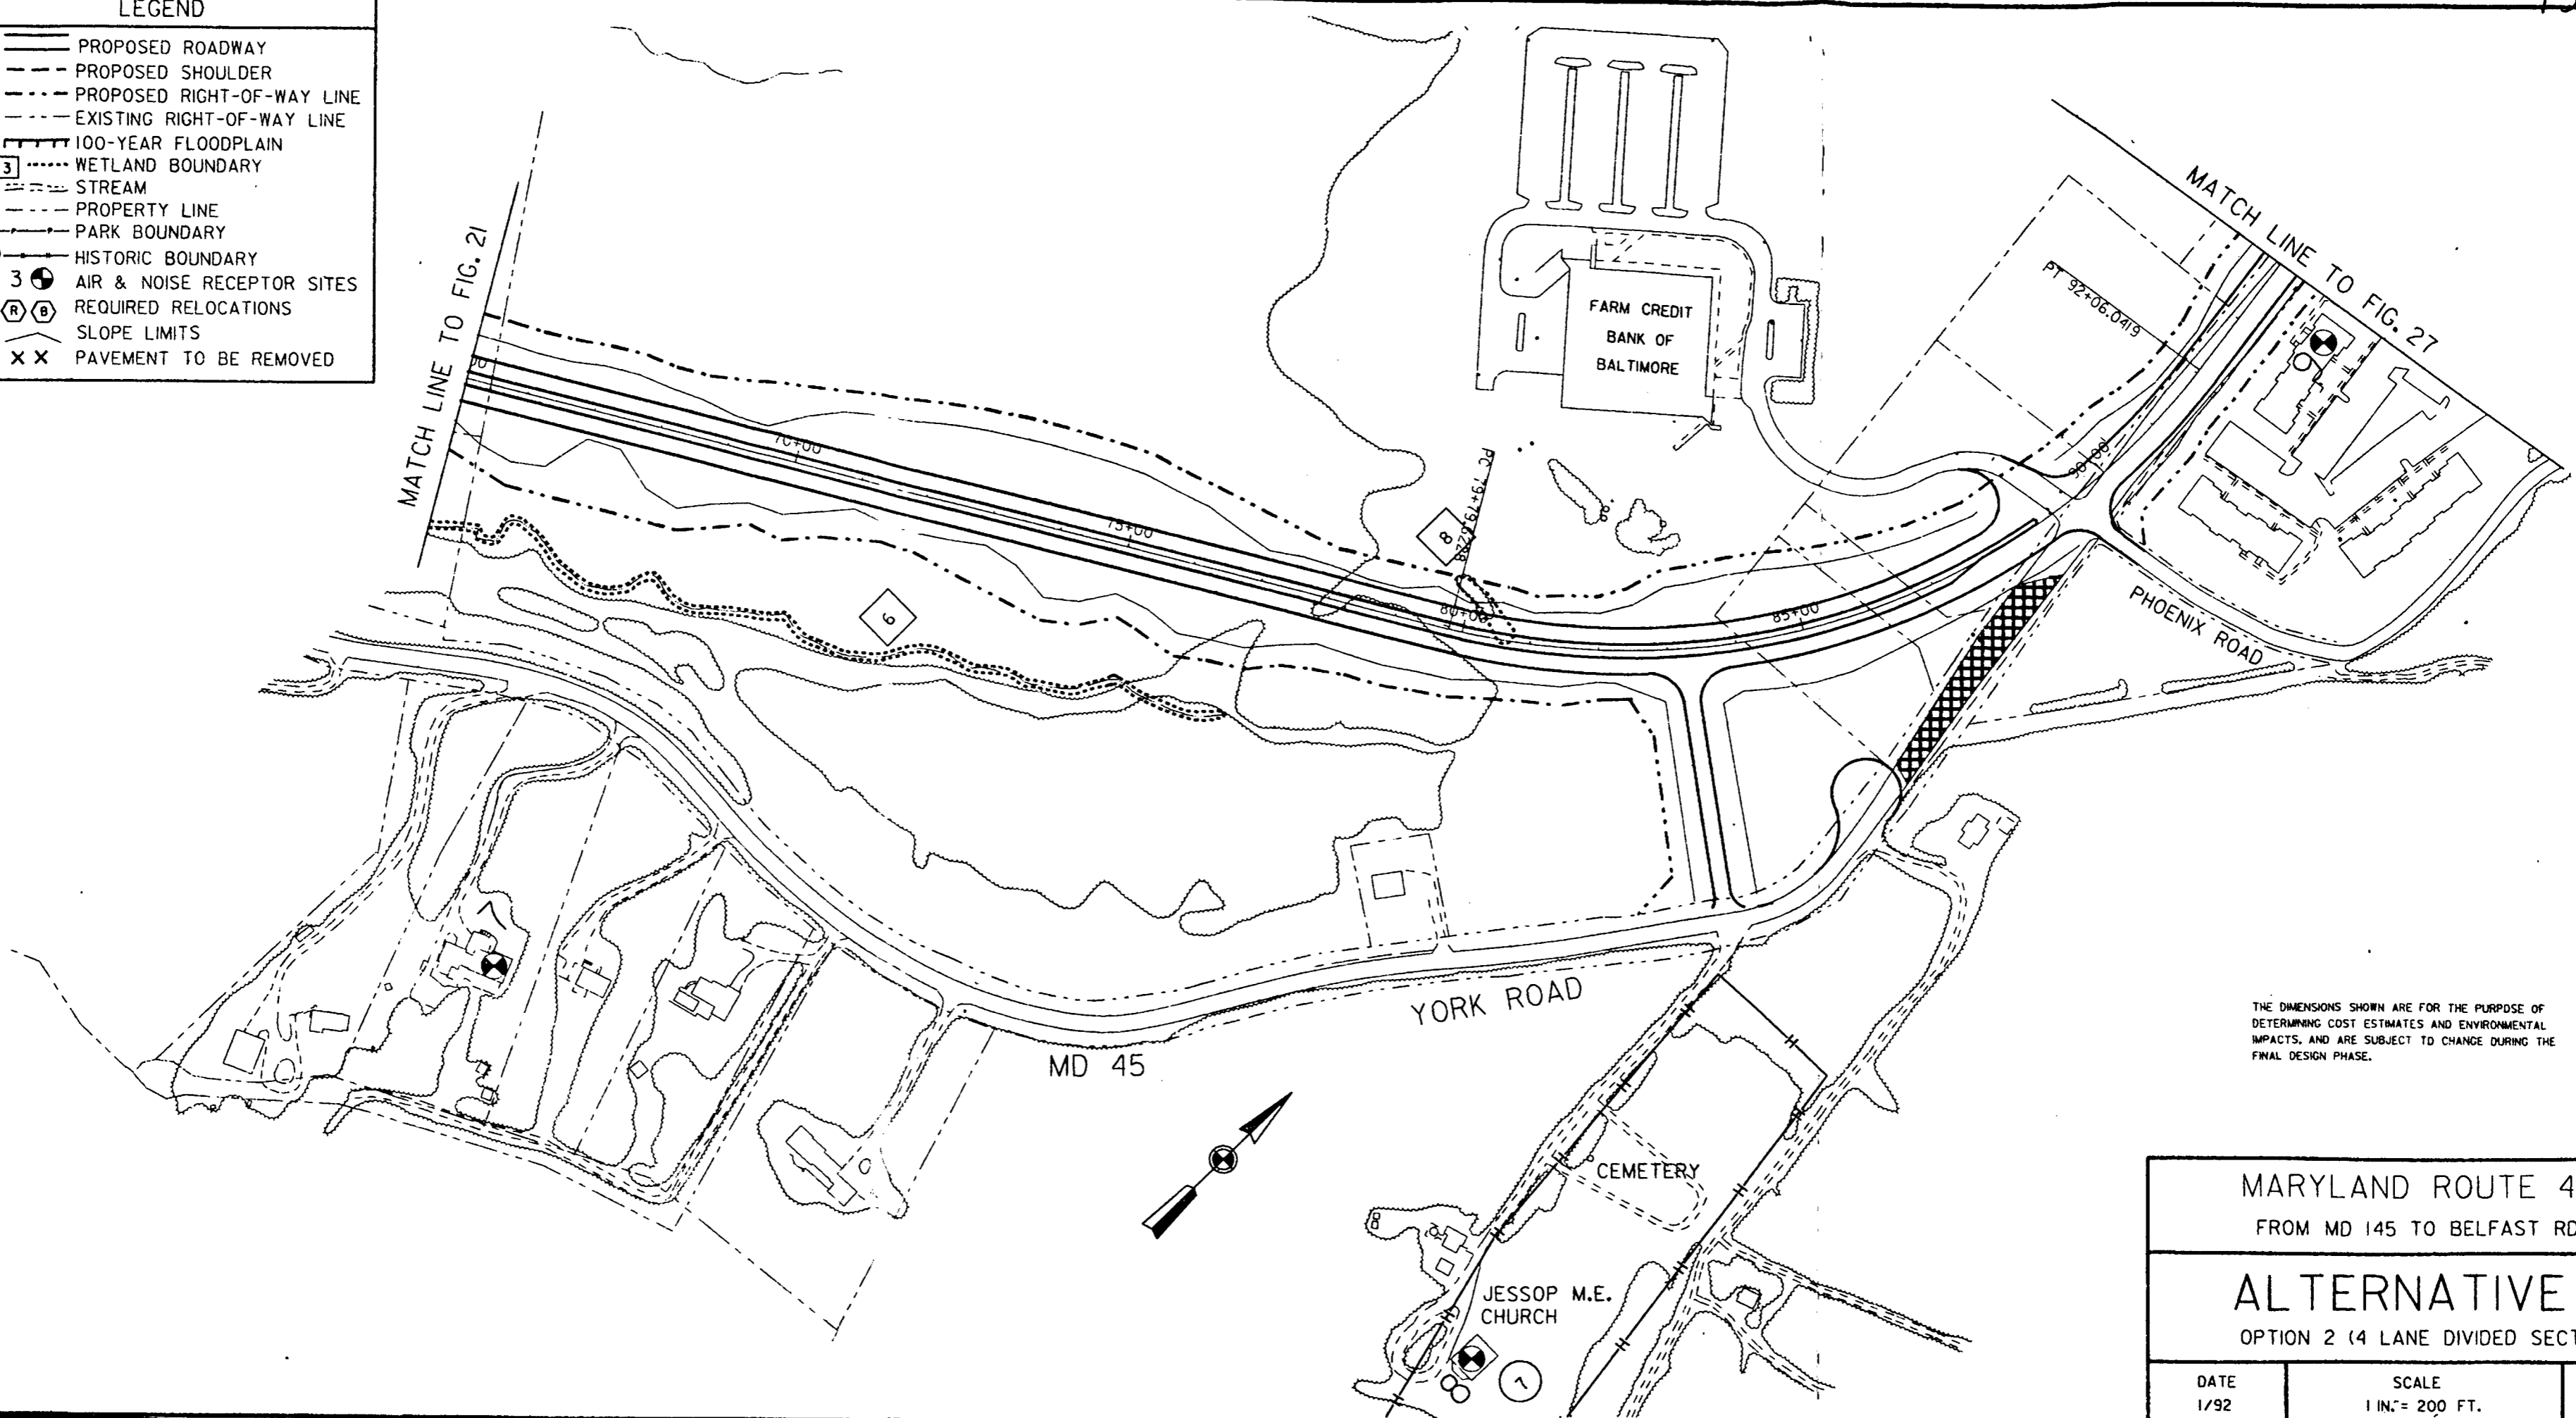 LEGEND
PROPOSED ROADWAY
PROPOSED SHOULDER
PROPOSED RIGHT-OF-WAY LINE
EXISTING RIGHT-OF-WAY LINE
100-YEAR FLOODPLAIN
3 WETLAND BOUNDARY
STREAM
PROPERTY LINE
PARK BOUNDARY
HISTORIC BOUNDARY
3 AIR & NOISE RECEPTOR SITES
R B REQUIRED RELOCATIONS
SLOPE LIMITS
X X PAVEMENT TO BE REMOVED
MATCH LINE TO FIG. 21
70+00
75+00
80+00
85+00
90+00
PC 79+79.6228
PT 92+06.0419
8
6
FARM CREDIT
BANK OF
BALTIMORE
MATCH LINE TO FIG. 27
PHOENIX ROAD
YORK ROAD
MD 45
7
CEMETERY
JESSOP M.E.
CHURCH
8
7
THE DIMENSIONS SHOWN ARE FOR THE PURPOSE OF
DETERMINING COST ESTIMATES AND ENVIRONMENTAL
IMPACTS, AND ARE SUBJECT TO CHANGE DURING THE
FINAL DESIGN PHASE.
MARYLAND ROUTE 4
FROM MD 145 TO BELFAST RD
ALTERNATIVE
OPTION 2 (4 LANE DIVIDED SECT
DATE
1/92
SCALE
1 IN. = 200 FT.